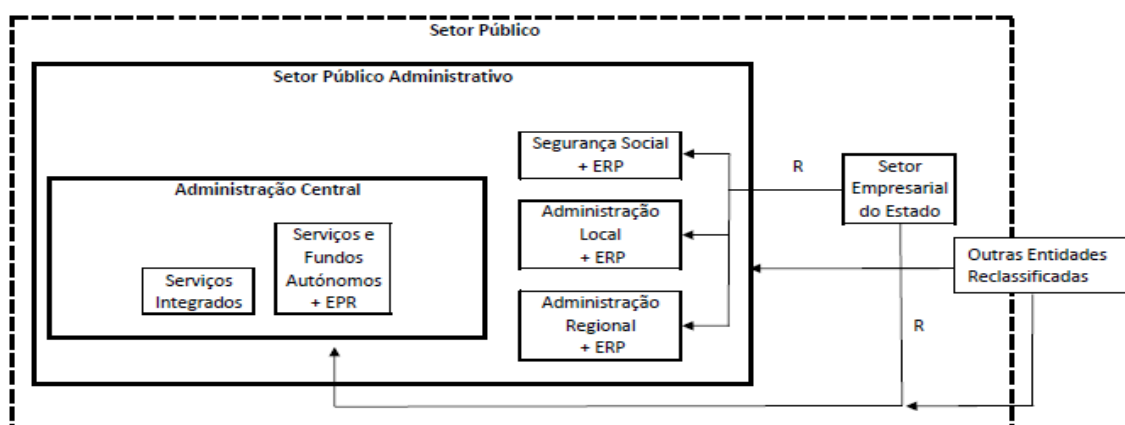 Setor Público
Setor Público Administrativo
Segurança Social
+ ERP
R
Setor
Empresarial
do Estado
Administração Central
Serviços e
Fundos
Autónomos
+ EPR
Serviços
Integrados
Administração
Local
+ ERP
Outras Entidades
Reclassificadas
Administração
Regional
+ ERP
R